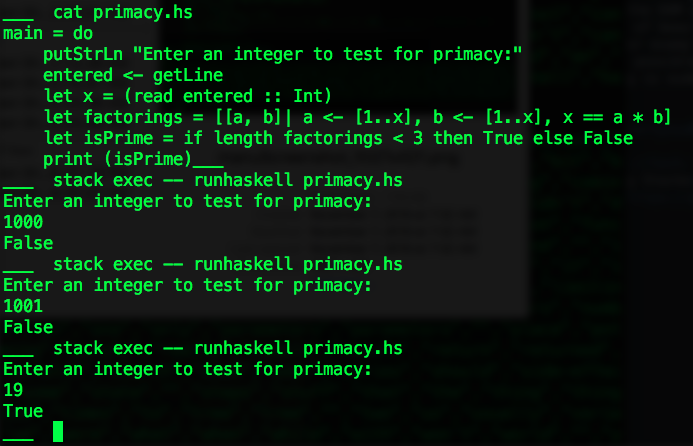 ___  cat primacy.hs
main = do
    putStrLn "Enter an integer to test for primacy:"
    entered <- getLine
    let x = (read entered :: Int)
    let factorings = [[a, b]| a <- [1..x], b <- [1..x], x == a * b]
    let isPrime = if length factorings < 3 then True else False
    print (isPrime)___
___  stack exec -- runhaskell primacy.hs
Enter an integer to test for primacy:
1000
False
___  stack exec -- runhaskell primacy.hs
Enter an integer to test for primacy:
1001
False
___  stack exec -- runhaskell primacy.hs
Enter an integer to test for primacy:
19
True
___